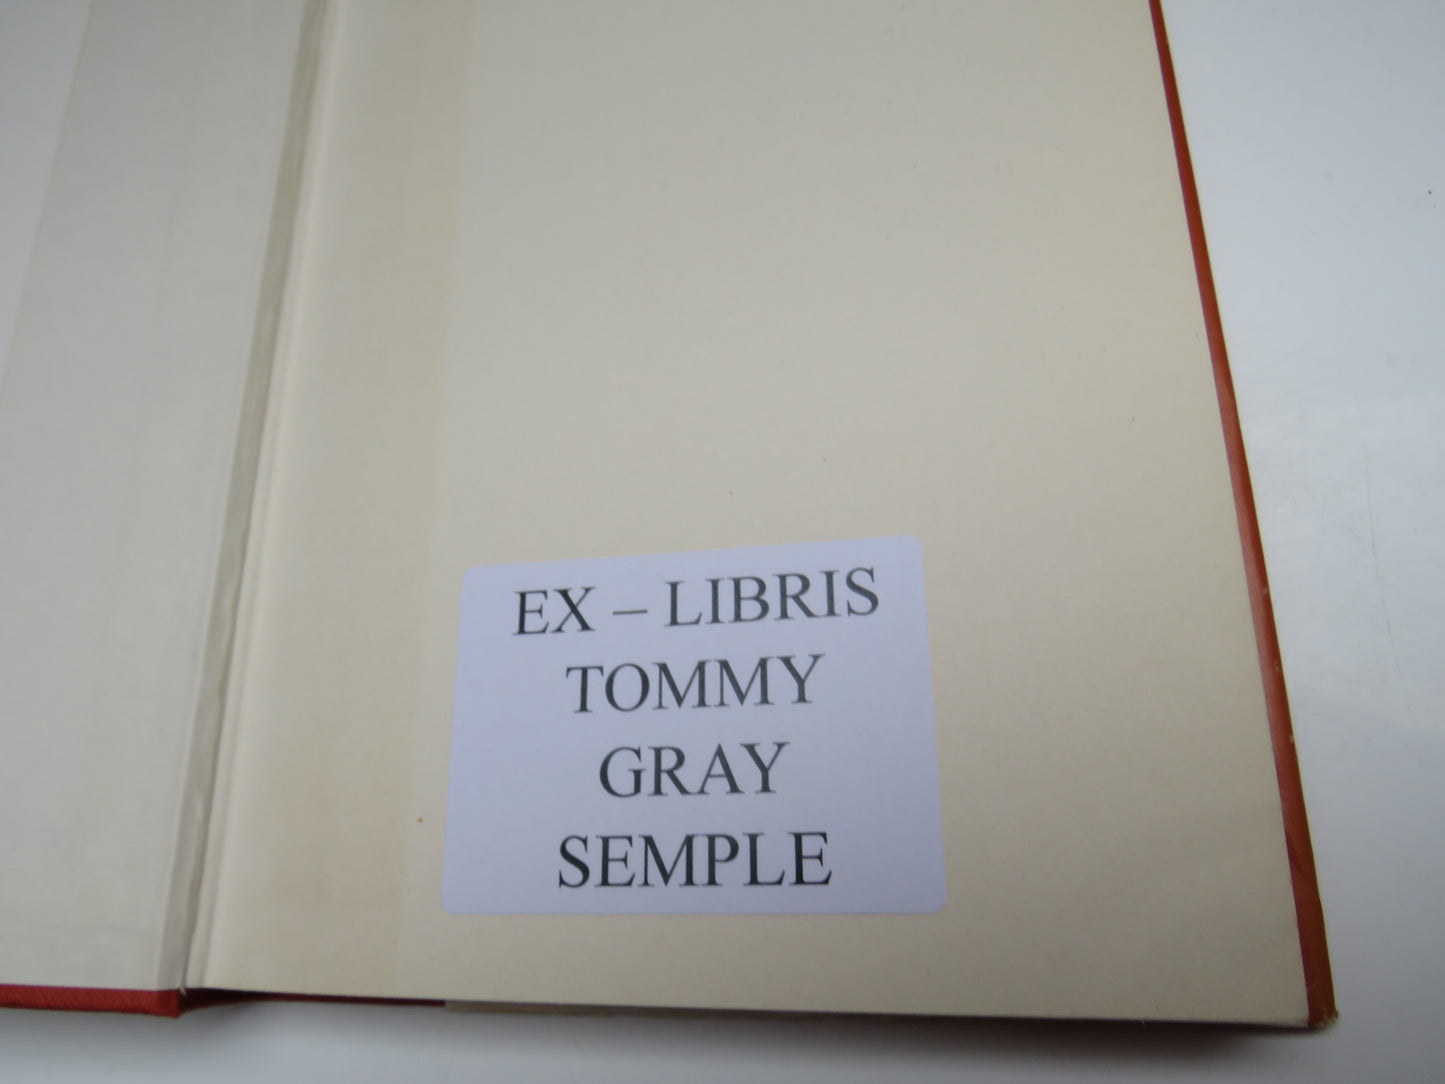 EX – LIBRIS
TOMMY
GRAY
SEMPLE